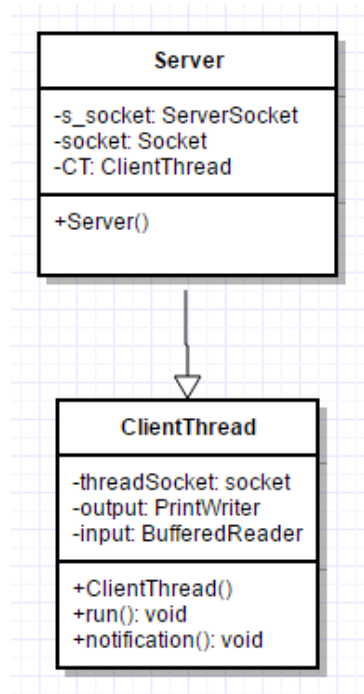 Server
-s_socket: ServerSocket
-socket: Socket
-CT: ClientThread
+Server()
ClientThread
-threadSocket: socket
-output: PrintWriter
-input: BufferedReader
+ClientThread()
+run(): void
+notification(): void